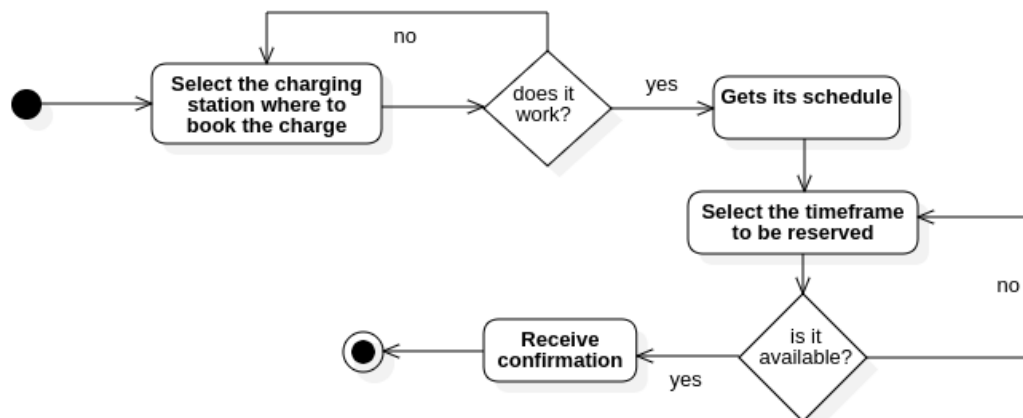 no
Select the charging
station where to
book the charge
does it
work?
yes
Gets its schedule
Select the timeframe
to be reserved
no
is it
available?
yes
Receive
confirmation